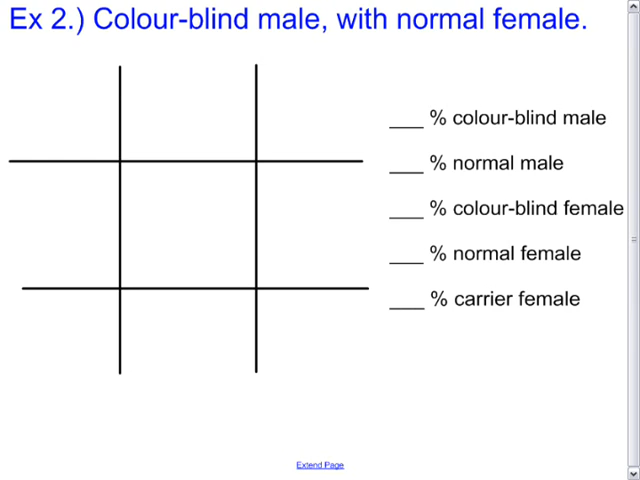 Ex 2.) Colour-blind male, with normal female.
___ % colour-blind male
___ % normal male
___ % colour-blind female
___ % normal female
___ % carrier female
Extend Page